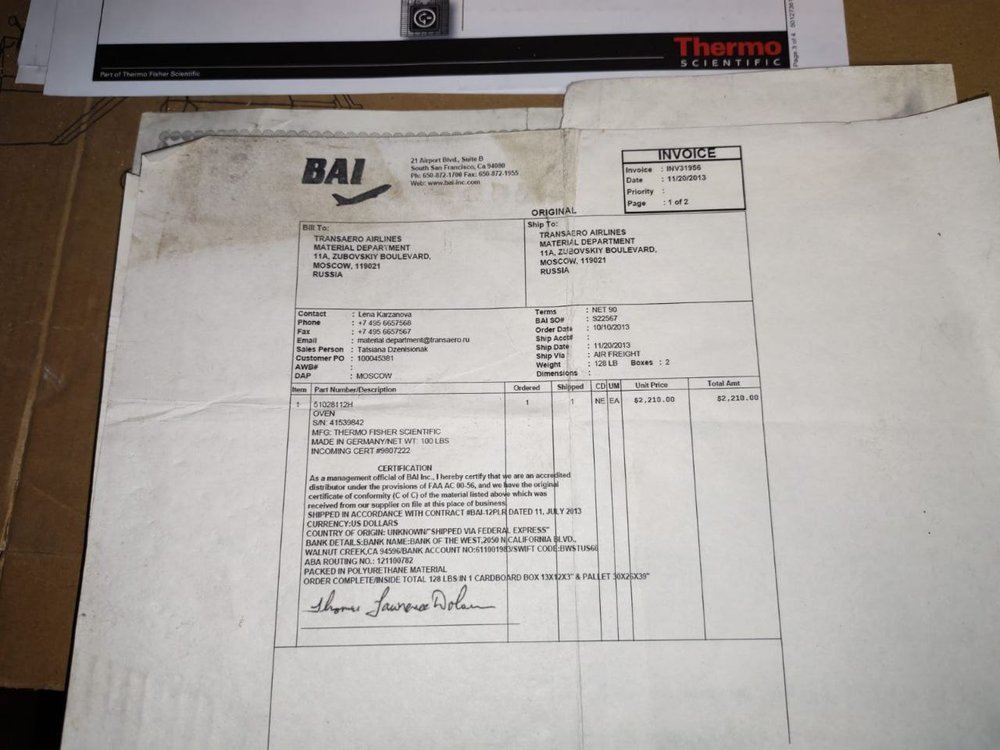 Part of Thermo Fisher Scientific
Thermo
SCIENTIFIC
BAI
21 Airport Blvd., Suite B
South San Francisco, Ca 94080
Ph: 650-872-1700 Fax: 650-872-1955
Web: www.bai-inc.com
INVOICE
Invoice : INV31956
Date : 11/20/2013
Priority :
Page : 1 of 2
ORIGINAL
Bill To:
TRANSAERO AIRLINES
MATERIAL DEPARTMENT
11A, ZUBOVSKIY BOULEVARD,
MOSCOW, 119021
RUSSIA
Ship To:
TRANSAERO AIRLINES
MATERIAL DEPARTMENT
11A, ZUBOVSKIY BOULEVARD,
MOSCOW, 119021
RUSSIA
Contact : Lena Karzanova
Phone : +7 495 6657568
Fax : +7 495 6657567
Email : material department@transaero.ru
Sales Person : Tatsiana Dzenisionak
Customer PO : 100045381
AWB# :
DAP : MOSCOW
Terms : NET 90
BAI SO# : S22567
Order Date : 10/10/2013
Ship Acct# :
Ship Date : 11/20/2013
Ship Via : AIR FREIGHT
Weight : 128 LB Boxes : 2
Dimensions :
Item Part Number/Description Ordered Shipped CD UM Unit Price Total Amt
1 51028112H 1 1 NE EA $2,210.00 $2,210.00
OVEN
S/N: 41539842
MFG: THERMO FISHER SCIENTIFIC
MADE IN GERMANY/NET WT: 100 LBS
INCOMING CERT #9807222
CERTIFICATION
As a management official of BAI Inc., I hereby certify that we are an accredited
distributor under the provisions of FAA AC 00-56, and we have the original
certificate of conformity (C of C) of the material listed above which was
received from our supplier on file at this place of business.
SHIPPED IN ACCORDANCE WITH CONTRACT #BAI-12PLR DATED 11, JULY 2013
CURRENCY:US DOLLARS
COUNTRY OF ORIGIN: UNKNOWN/"SHIPPED VIA FEDERAL EXPRESS"
BANK DETAILS:BANK NAME:BANK OF THE WEST,2050 N CALIFORNIA BLVD.,
WALNUT CREEK,CA 94596/BANK ACCOUNT NO:611001983/SWIFT CODE:BWSTUS66
ABA ROUTING NO.: 121100782
PACKED IN POLYURETHANE MATERIAL
ORDER COMPLETE/INSIDE TOTAL 128 LBS IN 1 CARDBOARD BOX 13X12X3" & PALLET 30X26X39"
Thomas Lawrence Dolan